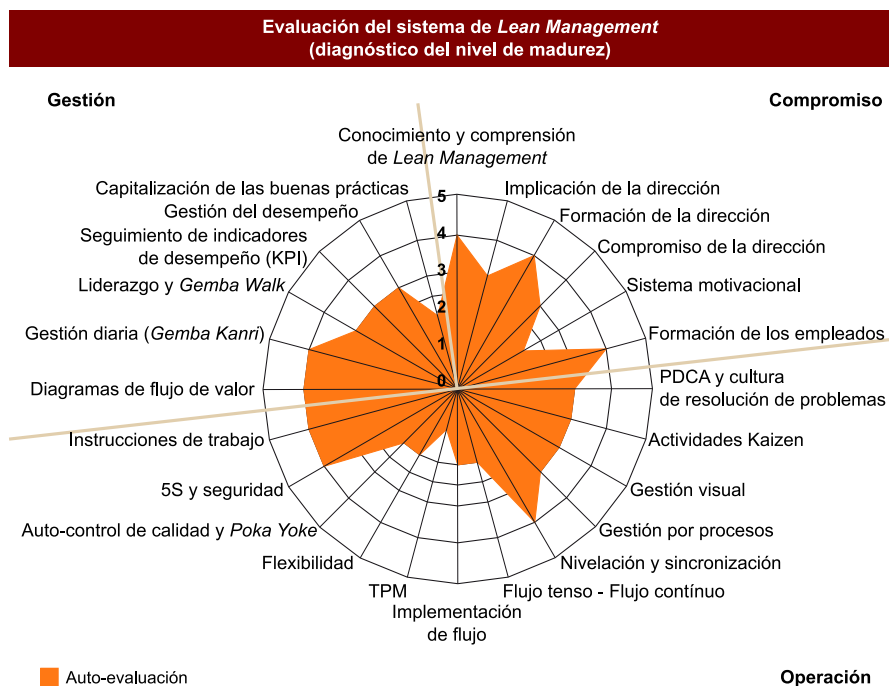 Evaluación del sistema de Lean Management
(diagnóstico del nivel de madurez)
Gestión
Compromiso
Conocimiento y comprensión
de Lean Management
Capitalización de las buenas prácticas
Implicación de la dirección
Gestión del desempeño
Formación de la dirección
Seguimiento de indicadores
de desempeño (KPI)
Compromiso de la dirección
Liderazgo y Gemba Walk
Sistema motivacional
Gestión diaria (Gemba Kanri)
Formación de los empleados
Diagramas de flujo de valor
PDCA y cultura
de resolución de problemas
Instrucciones de trabajo
Actividades Kaizen
5S y seguridad
Gestión visual
Auto-control de calidad y Poka Yoke
Gestión por procesos
Flexibilidad
Nivelación y sincronización
TPM
Flujo tenso - Flujo contínuo
Implementación
de flujo
5
4
3
2
1
0
Auto-evaluación
Operación